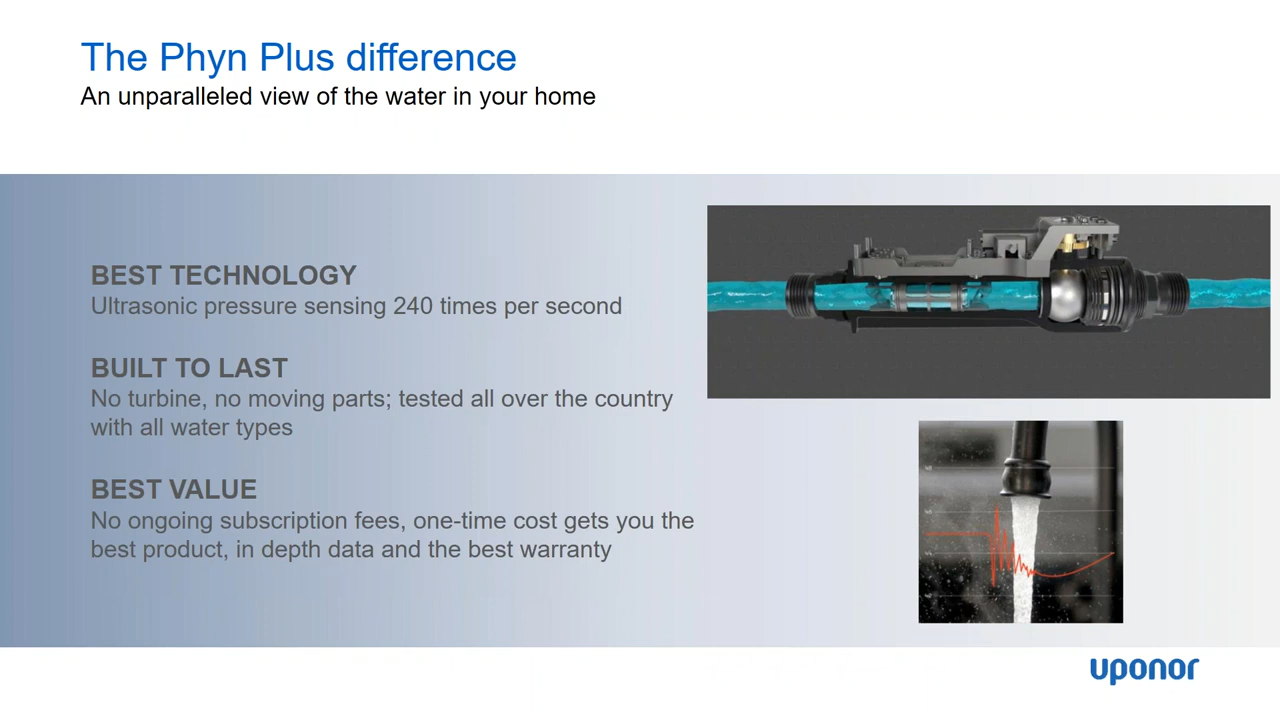 The Phyn Plus difference
An unparalleled view of the water in your home
BEST TECHNOLOGY
Ultrasonic pressure sensing 240 times per second
BUILT TO LAST
No turbine, no moving parts; tested all over the country
with all water types
BEST VALUE
No ongoing subscription fees, one-time cost gets you the
best product, in depth data and the best warranty
uponor